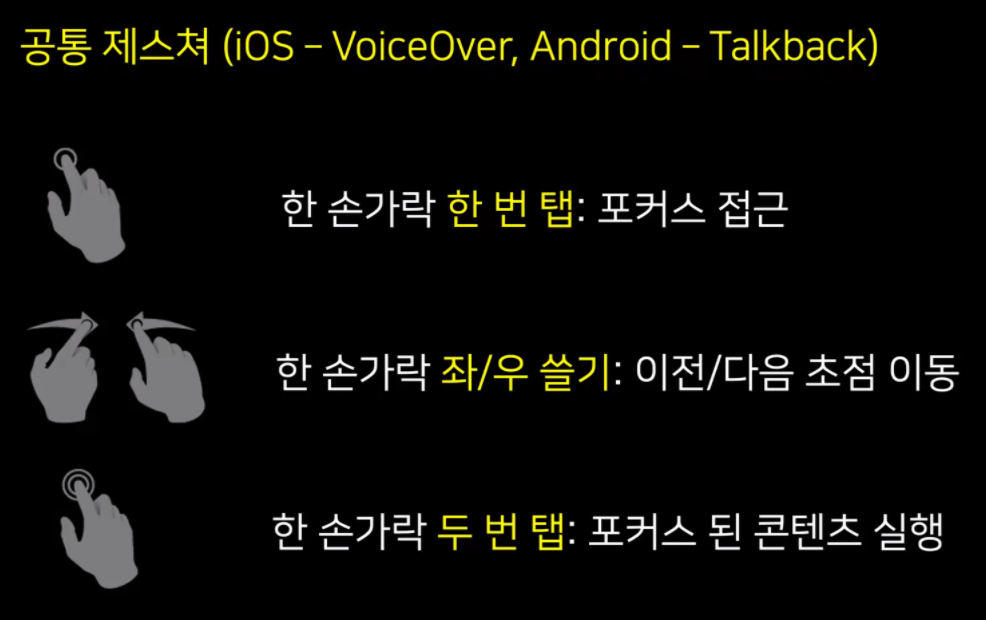 공통 제스쳐 (iOS – VoiceOver, Android – Talkback)
한 손가락 한 번 탭: 포커스 접근
한 손가락 좌/우 쓸기: 이전/다음 초점 이동
한 손가락 두 번 탭: 포커스 된 콘텐츠 실행